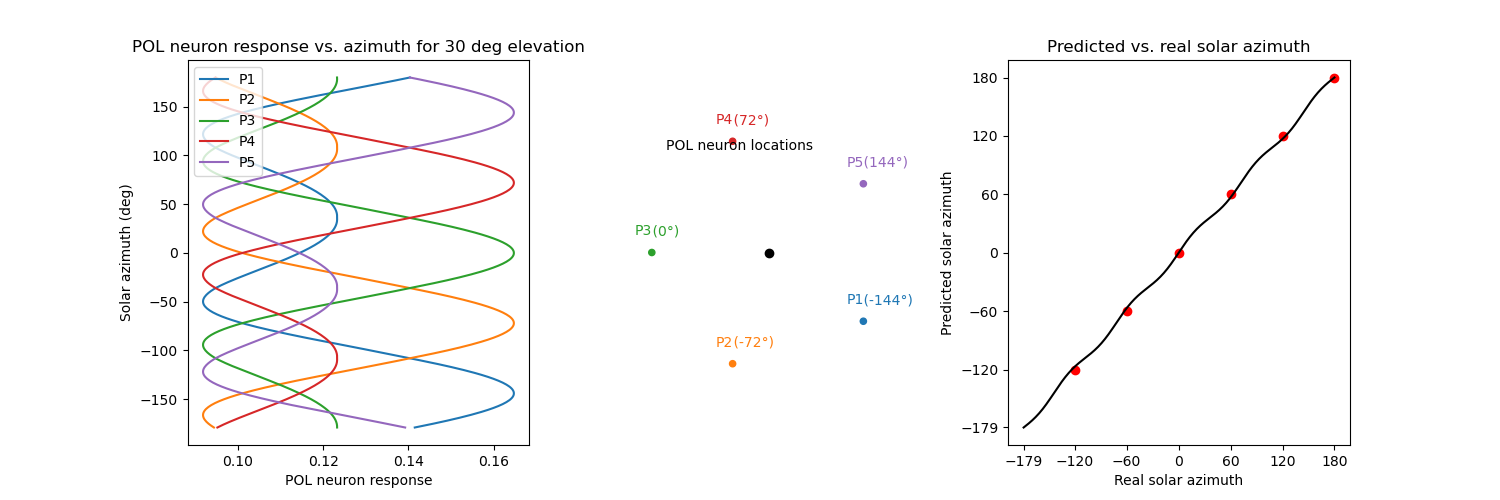 POL neuron response vs. azimuth for 30 deg elevation
P1
P2
P3
P4
P5
150
100
50
0
−50
−100
−150
Solar azimuth (deg)
0.10 0.12 0.14 0.16
POL neuron response
P4(72°)
POL neuron locations
P5(144°)
P3(0°)
P1(-144°)
P2(-72°)
Predicted vs. real solar azimuth
180
120
60
0
−60
−120
−179
Predicted solar azimuth
−179 −120 −60 0 60 120 180
Real solar azimuth